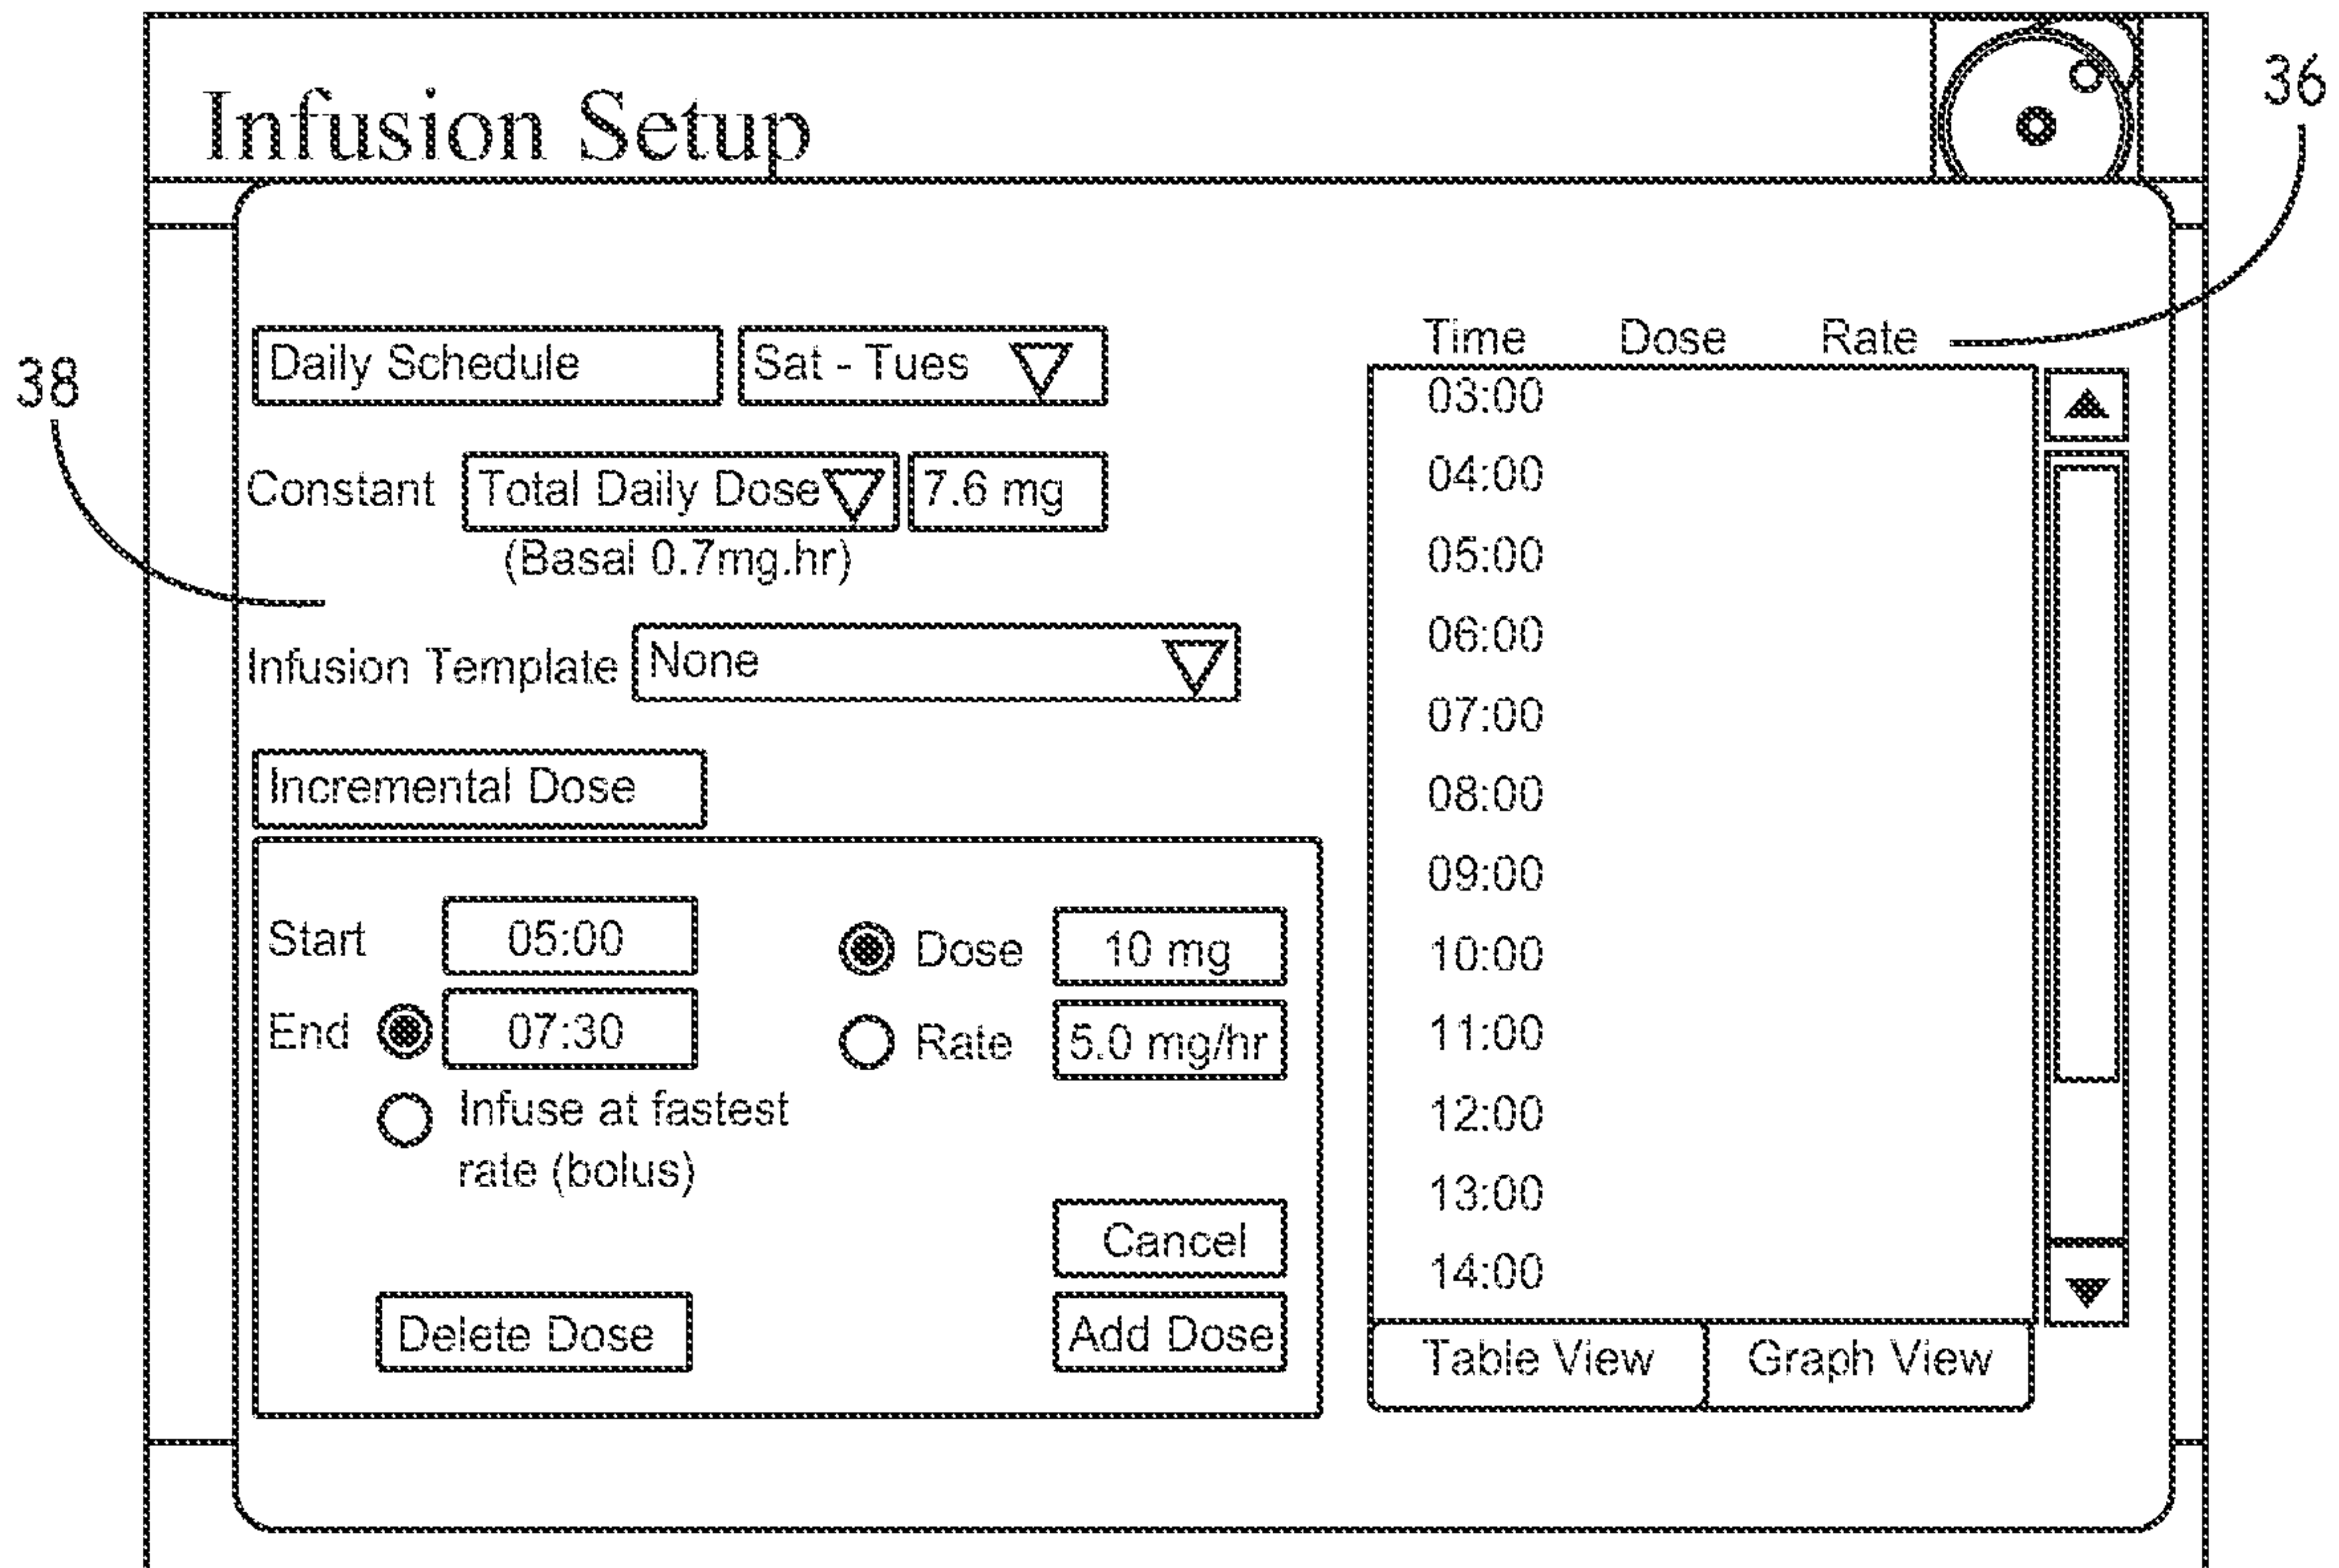 Infusion Setup
36
38
Daily Schedule
Sat - Tues
Constant
Total Daily Dose
7.6 mg
(Basal 0.7mg.hr)
Infusion Template
None
Incremental Dose
Start
05:00
Dose
10 mg
End
07:30
Rate
5.0 mg/hr
Infuse at fastest
rate (bolus)
Cancel
Delete Dose
Add Dose
Time Dose Rate
03:00
04:00
05:00
06:00
07:00
08:00
09:00
10:00
11:00
12:00
13:00
14:00
Table View
Graph View